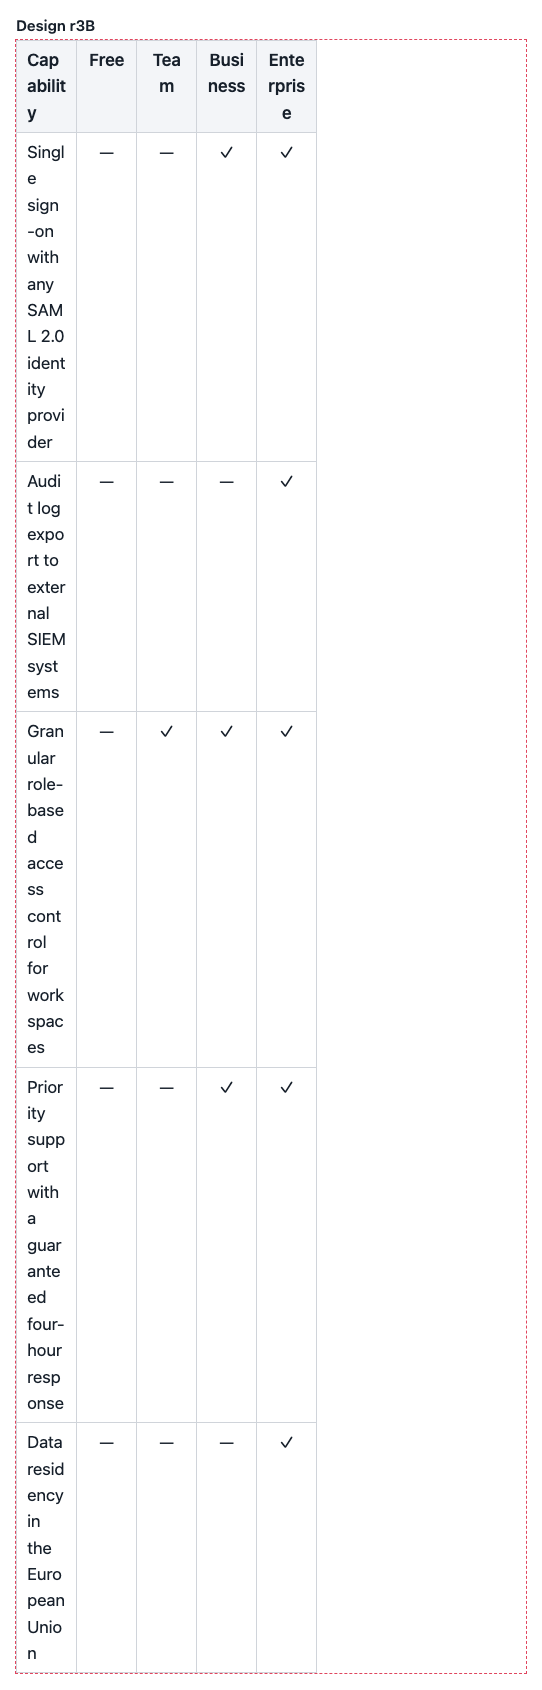 Design r3B
Cap
abilit
y
Free
Tea
m
Busi
ness
Ente
rpris
e
Singl
e
sign
-on
with
any
SAM
L 2.0
ident
ity
provi
der
— — ✓ ✓
Audi
t log
expo
rt to
exter
nal
SIEM
syst
ems
— — — ✓
Gran
ular
role-
base
d
acce
ss
cont
rol
for
work
spac
es
— ✓ ✓ ✓
Prior
ity
supp
ort
with
a
guar
ante
ed
four-
hour
resp
onse
— — ✓ ✓
Data
resid
ency
in
the
Euro
pean
Unio
n
— — — ✓